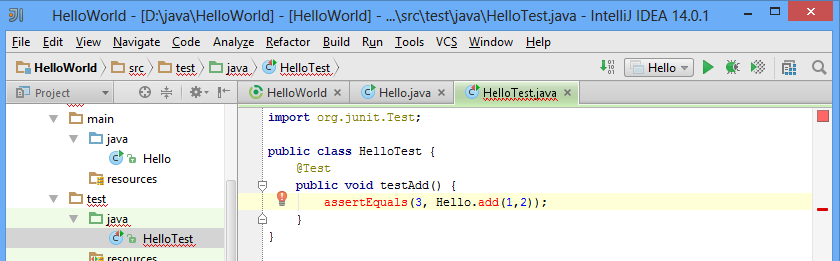 HelloWorld - [D:\java\HelloWorld] - [HelloWorld] - ...\src\test\java\HelloTest.java - IntelliJ IDEA 14.0.1
File Edit View Navigate Code Analyze Refactor Build Run Tools VCS Window Help
HelloWorld src test java HelloTest Hello
Project HelloWorld Hello.java HelloTest.java
main
java
Hello
resources
test
java
HelloTest
import org.junit.Test;
public class HelloTest {
@Test
public void testAdd() {
assertEquals(3, Hello.add(1,2));
}
}